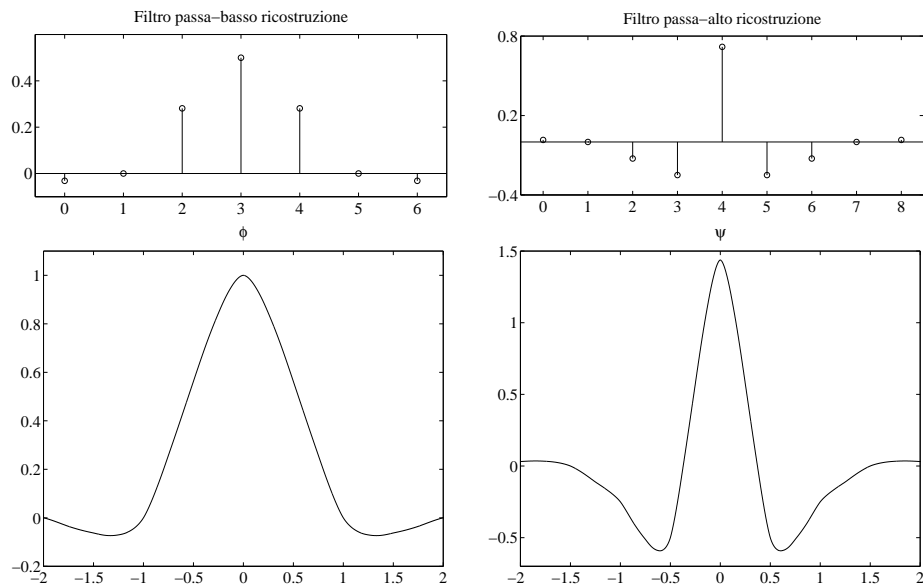 Filtro passa−basso ricostruzione
0.4
0.2
0
0 1 2 3 4 5 6
Filtro passa−alto ricostruzione
0.8
0.2
−0.4
0 1 2 3 4 5 6 7 8
ϕ
1
0.8
0.6
0.4
0.2
0
−0.2
−2 −1.5 −1 −0.5 0 0.5 1 1.5 2
ψ
1.5
1
0.5
0
−0.5
−2 −1.5 −1 −0.5 0 0.5 1 1.5 2